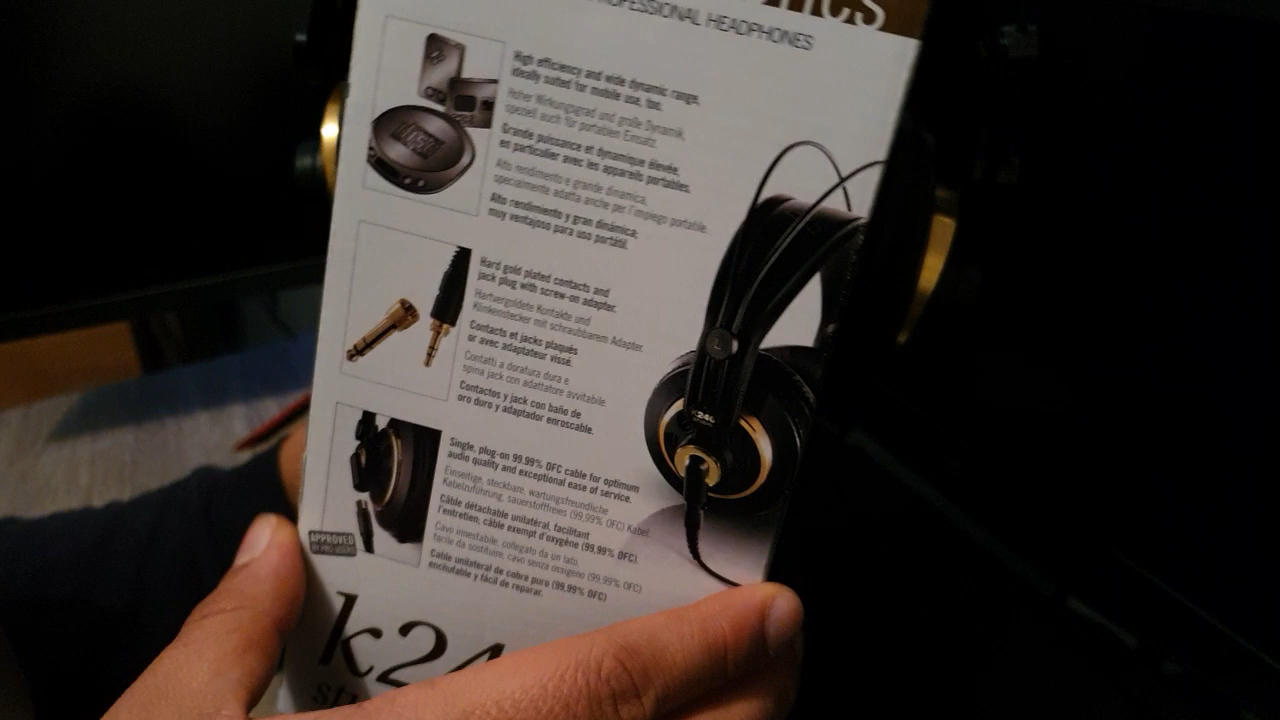 PROFESSIONAL HEADPHONES
High efficiency and wide dynamic range,
ideally suited for mobile use, too.
Hoher Wirkungsgrad und große Dynamik,
speziell auch für portablen Einsatz.
Grande puissance et dynamique élevée,
en particulier avec les appareils portables.
Alto rendimento e grande dinamica,
specialmente adatta anche per l'impiego portatile.
Alto rendimiento y gran dinámica;
muy ventajoso para uso portátil.
Hard gold plated contacts and
jack plug with screw-on adapter.
Hartvergoldete Kontakte und
Klinkenstecker mit schraubbarem Adapter.
Contacts et jacks plaqués
or avec adaptateur vissé.
Contatti a doratura dura e
spina jack con adattatore avvitabile.
Contactos y jack con baño de
oro duro y adaptador enroscable.
L
k240
Single, plug-on 99.99% OFC cable for optimum
audio quality and exceptional ease of service.
Einseitige, steckbare, wartungsfreundliche
Kabelzuführung, sauerstofffreies (99,99% OFC) Kabel.
Câble détachable unilatéral, facilitant
l'entretien; câble exempt d'oxygène (99,99% OFC).
Cavo innestabile, collegato da un lato,
facile da sostituire, cavo senza ossigeno (99,99% OFC)
Cable unilateral de cobre puro (99,99% OFC)
enchufable y fácil de reparar.
APPROVED
BY PRO USERS
k24